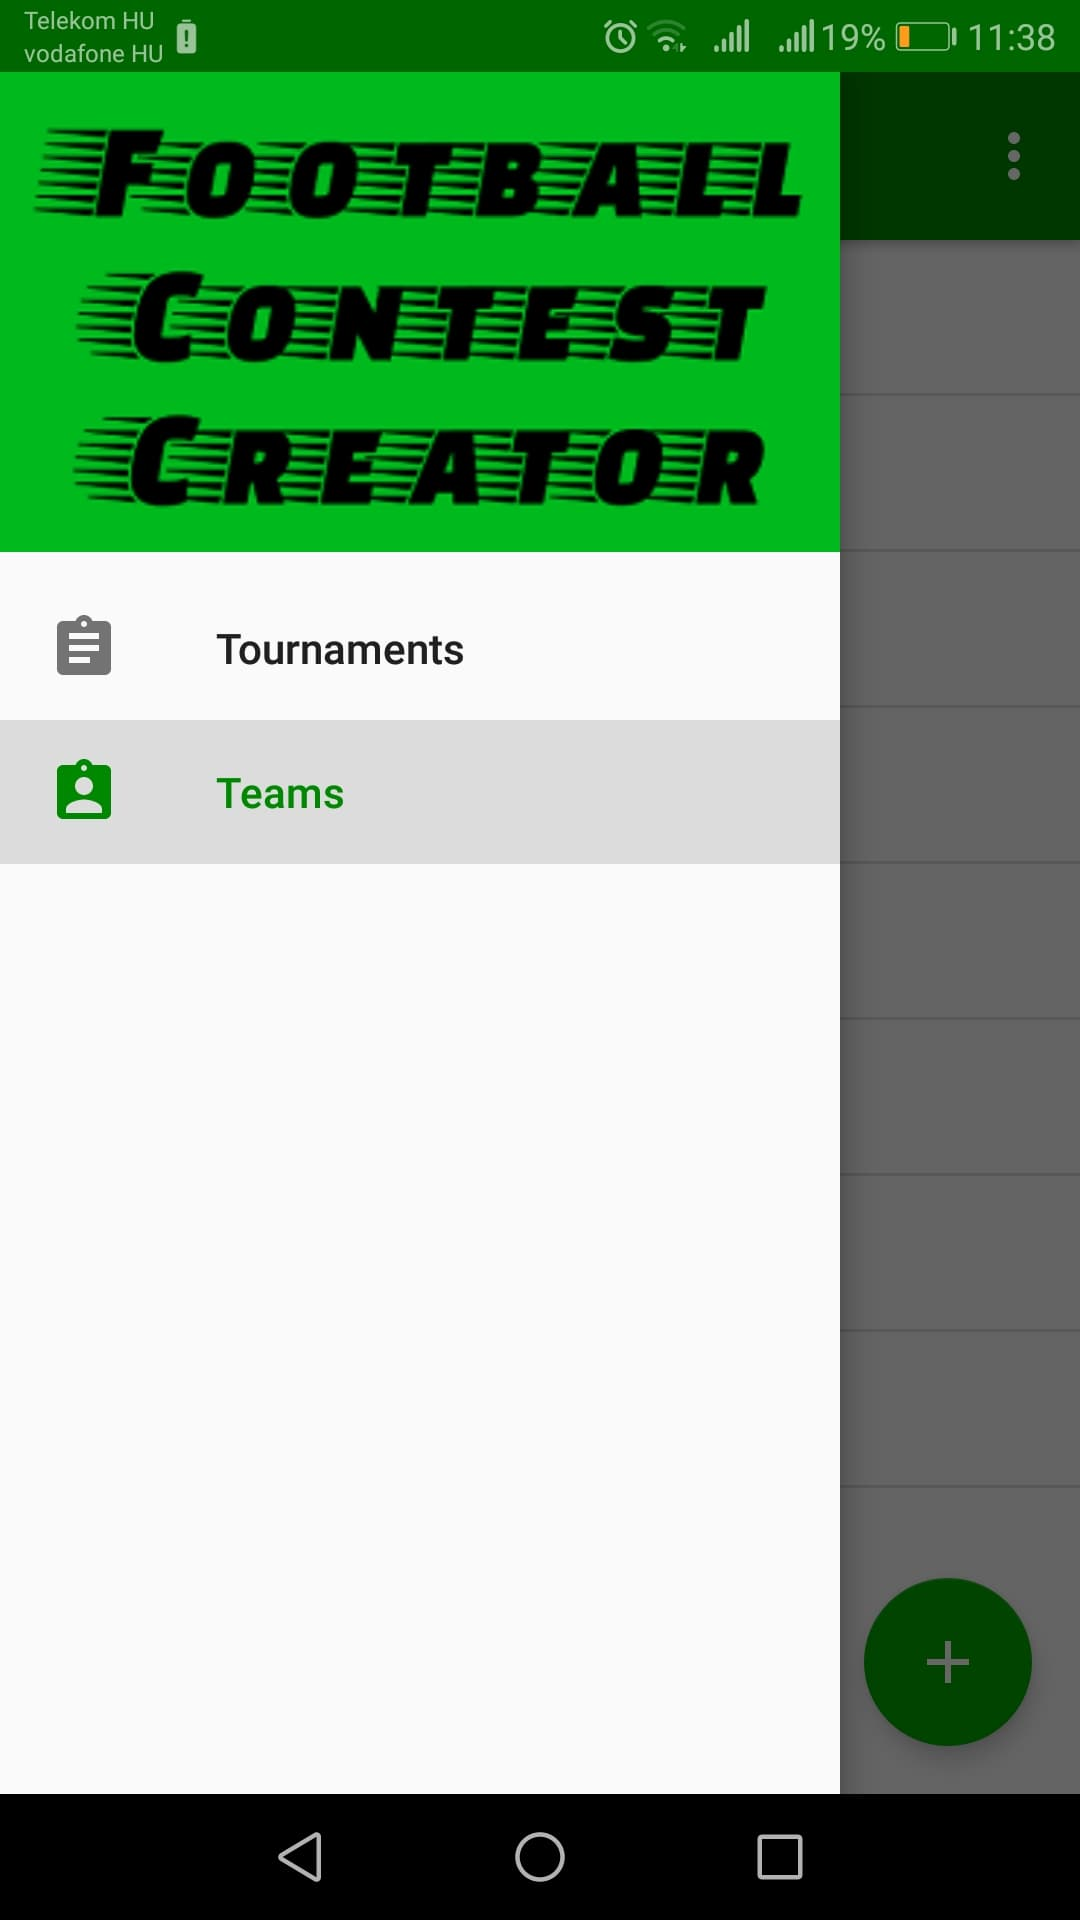 Telekom HU
vodafone HU
19% 11:38
Football
Contest
Creator
Tournaments
Teams